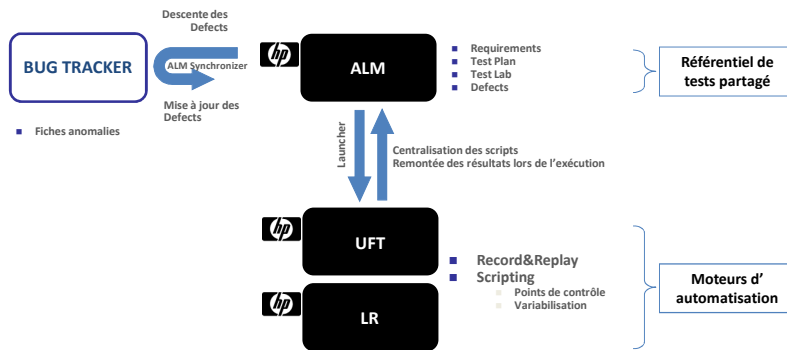 Descente des
Defects
hp
BUG TRACKER
ALM Synchronizer
ALM
Requirements
Test Plan
Test Lab
Defects
Référentiel de
tests partagé
Mise à jour des
Defects
Fiches anomalies
Launcher
Centralisation des scripts
Remontée des résultats lors de l’exécution
hp
UFT
Record&Replay
Scripting
Points de contrôle
Variabilisation
Moteurs d’
automatisation
hp
LR